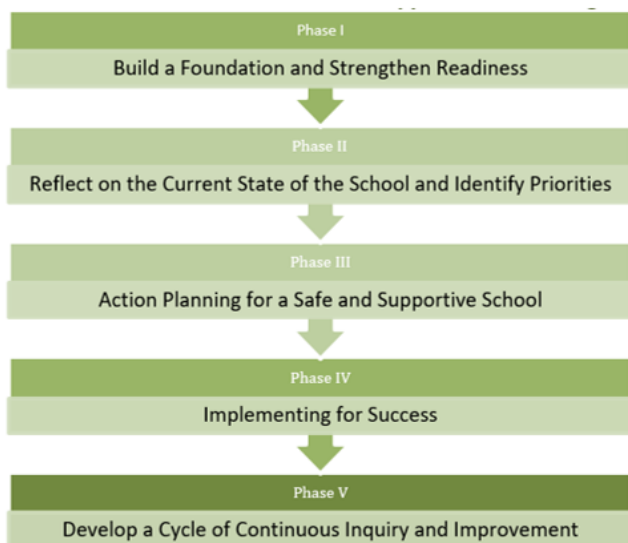 Phase I
Build a Foundation and Strengthen Readiness
Phase II
Reflect on the Current State of the School and Identify Priorities
Phase III
Action Planning for a Safe and Supportive School
Phase IV
Implementing for Success
Phase V
Develop a Cycle of Continuous Inquiry and Improvement